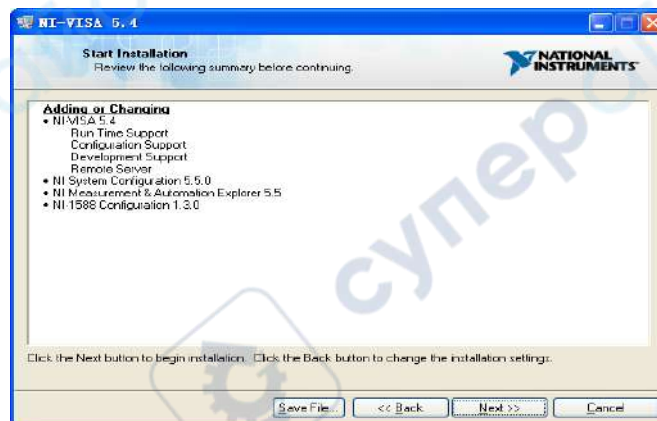 NI-VISA 5.4
Start Installation
Review the following summary before continuing.
NATIONAL
INSTRUMENTS
Adding or Changing
• NI-VISA 5.4
Run Time Support
Configuration Support
Development Support
Remote Server
• NI System Configuration 5.5.0
• NI Measurement & Automation Explorer 5.5
• NI-1588 Configuration 1.3.0
супер
Click the Next button to begin installation. Click the Back button to change the installation settings.
Save File... << Back Next >> Cancel